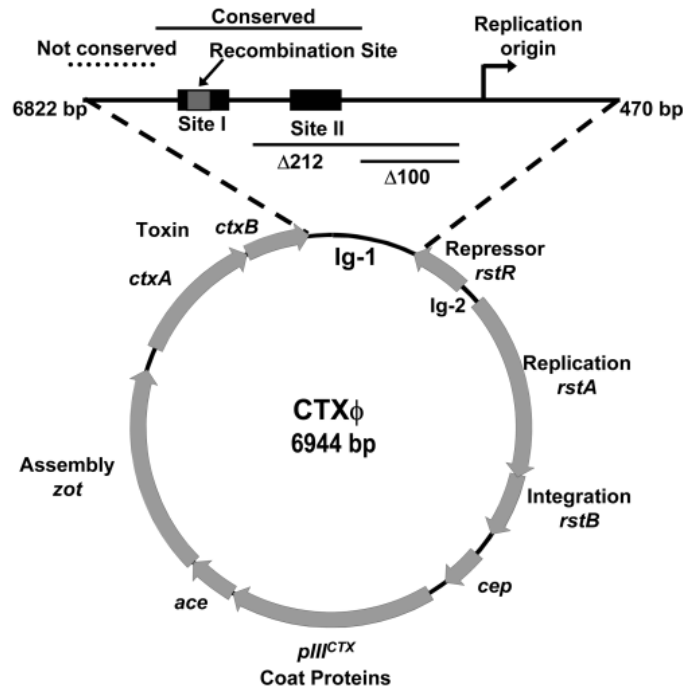 Conserved
Replication
origin
Not conserved
Recombination Site
6822 bp
470 bp
Site I
Site II
Δ212
Δ100
Toxin
ctxB
Ig-1
Repressor
rstR
ctxA
Ig-2
Replication
rstA
CTXϕ
6944 bp
Assembly
zot
Integration
rstB
cep
ace
pIIICTX
Coat Proteins